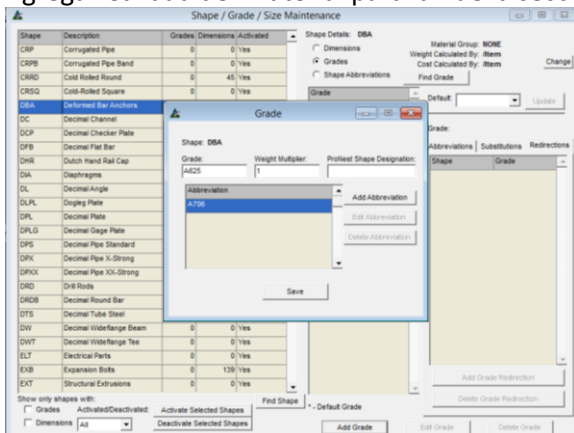 Shape / Grade / Size Maintenance
Shape Description Grades Dimensions Activated
CRP Corrugated Pipe 0 0 Yes
CRPB Corrugated Pipe Band 0 0 Yes
CRRD Cold Rolled Round 0 45 Yes
CRSQ Cold-Rolled Square 0 0 Yes
DBA Deformed Bar Anchors
DC Decimal Channel
DCP Decimal Checker Plate
DFB Decimal Flat Bar
DHR Dutch Hand Rail Cap
DIA Diaphragms
DL Decimal Angle
DLPL Dogleg Plate
DPL Decimal Plate
DPLG Decimal Gage Plate
DPS Decimal Pipe Standard
DPX Decimal Pipe X-Strong
DPXX Decimal Pipe XX-Strong
DRD Drill Rods
DRDB Decimal Round Bar
DTS Decimal Tube Steel
DW Decimal Wideflange Beam 0 0 Yes
DWT Decimal Wideflange Tee 0 0 Yes
ELT Electrical Parts 0 0 Yes
EXB Expansion Bolts 0 139 Yes
EXT Structural Extrusions 0 0 Yes
Show only shapes with:
Grades Activated/Deactivated:
Dimensions All
Activate Selected Shapes
Deactivate Selected Shapes
Find Shape
Shape Details: DBA
Dimensions
Grades
Shape Abbreviations
Material Group: NONE
Weight Calculated By: /Item
Cost Calculated By: /Item
Change
Find Grade
Grade
Default:
Update
Grade:
Abbreviations Substitutions Redirections
Shape Grade
Add Grade Redirection
Delete Grade Redirection
* - Default Grade
Add Grade
Edit Grade
Delete Grade
Grade
Shape: DBA
Grade: Weight Multiplier: ProNest Shape Designation:
A625 1
Abbreviation
A706
Add Abbreviation
Edit Abbreviation
Delete Abbreviation
Save